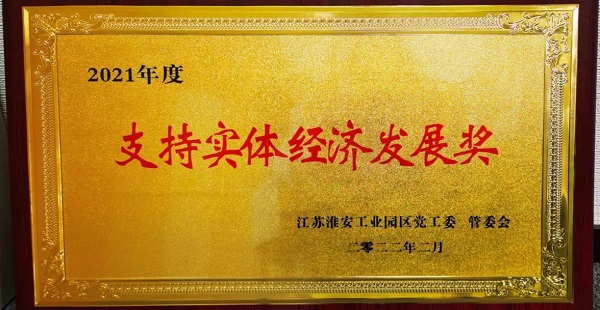 2021年度
支持实体经济发展奖
江苏淮安工业园区党工委 管委会
二零二二年二月